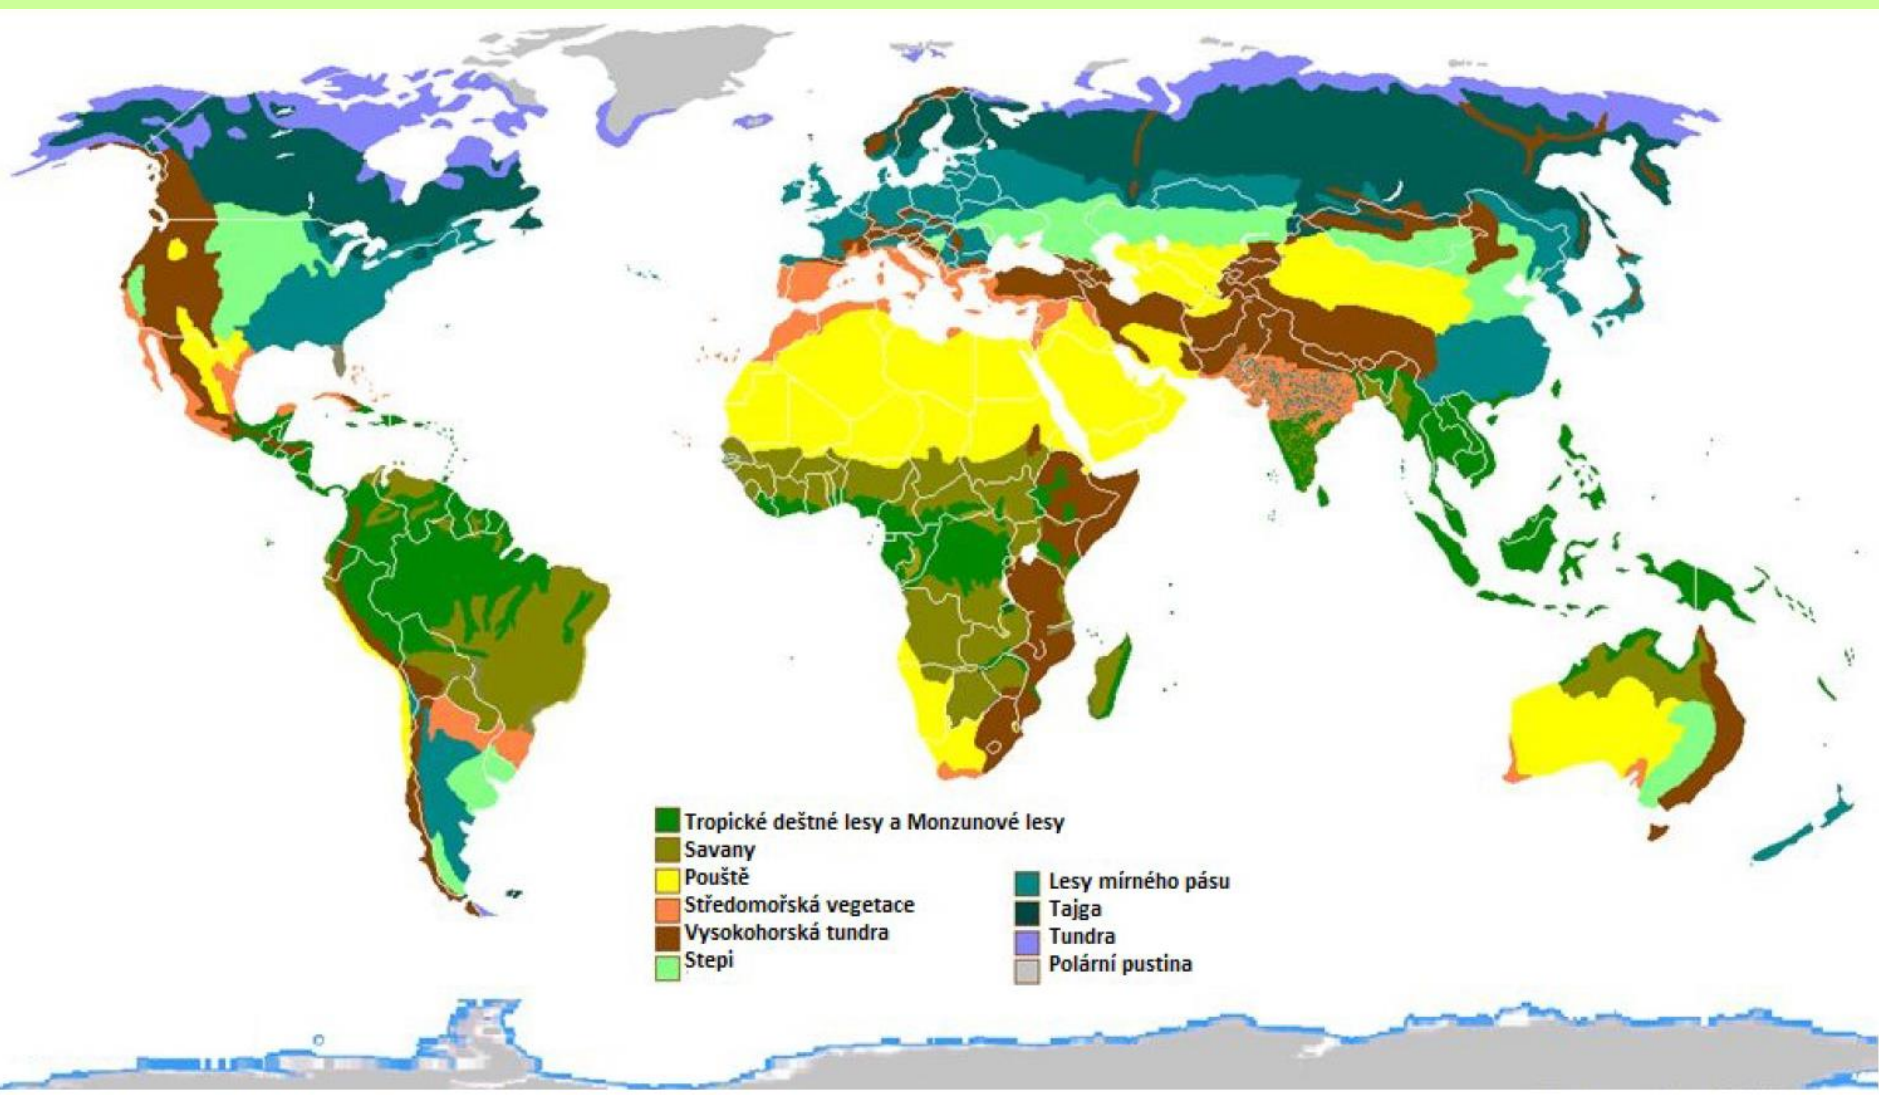 Tropické deštné lesy a Monzunové lesy
Savany
Pouště
Středomořská vegetace
Vysokohorská tundra
Stepi
Lesy mírného pásu
Tajga
Tundra
Polární pustina